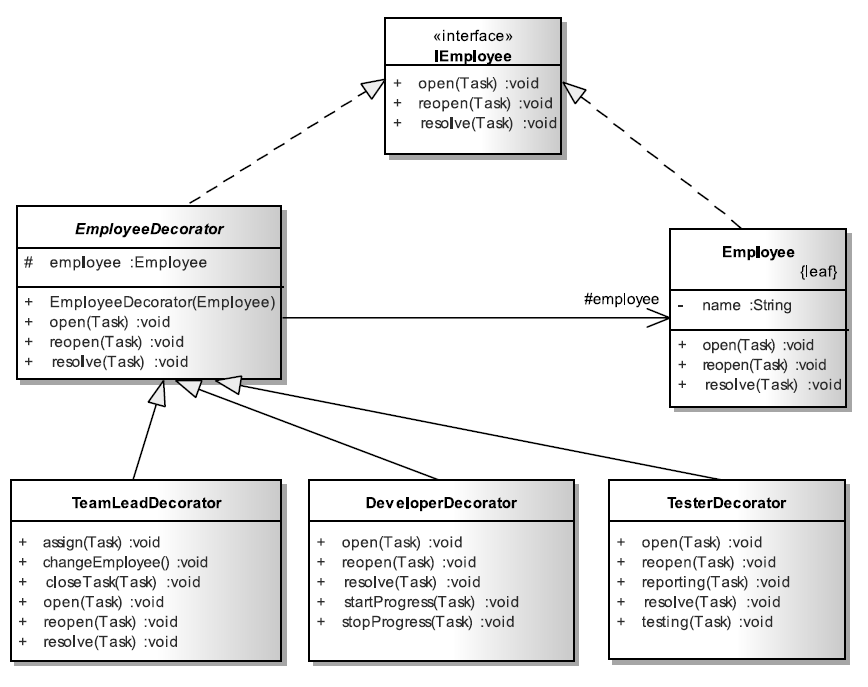 «interface»
IEmployee
+ open(Task) :void
+ reopen(Task) :void
+ resolve(Task) :void
EmployeeDecorator
# employee :Employee
+ EmployeeDecorator(Employee)
+ open(Task) :void
+ reopen(Task) :void
+ resolve(Task) :void
#employee
Employee
{leaf}
- name :String
+ open(Task) :void
+ reopen(Task) :void
+ resolve(Task) :void
TeamLeadDecorator
+ assign(Task) :void
+ changeEmployee() :void
+ closeTask(Task) :void
+ open(Task) :void
+ reopen(Task) :void
+ resolve(Task) :void
DeveloperDecorator
+ open(Task) :void
+ reopen(Task) :void
+ resolve(Task) :void
+ startProgress(Task) :void
+ stopProgress(Task) :void
TesterDecorator
+ open(Task) :void
+ reopen(Task) :void
+ reporting(Task) :void
+ resolve(Task) :void
+ testing(Task) :void